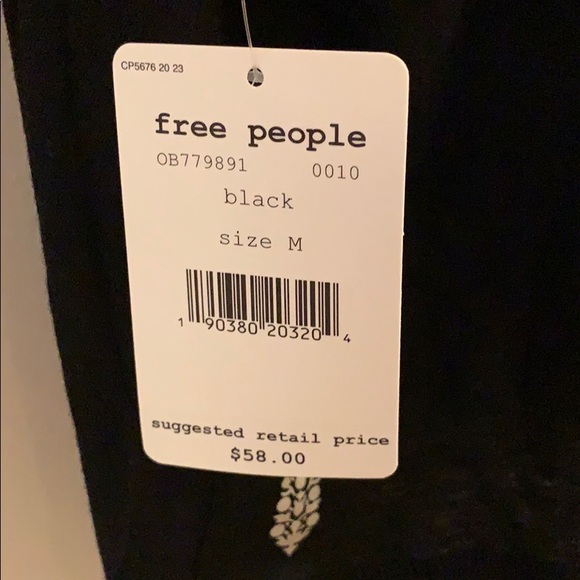 CP5676 20 23
free people
OB779891 0010
black
size M
1 90380 20320 4
suggested retail price
$58.00